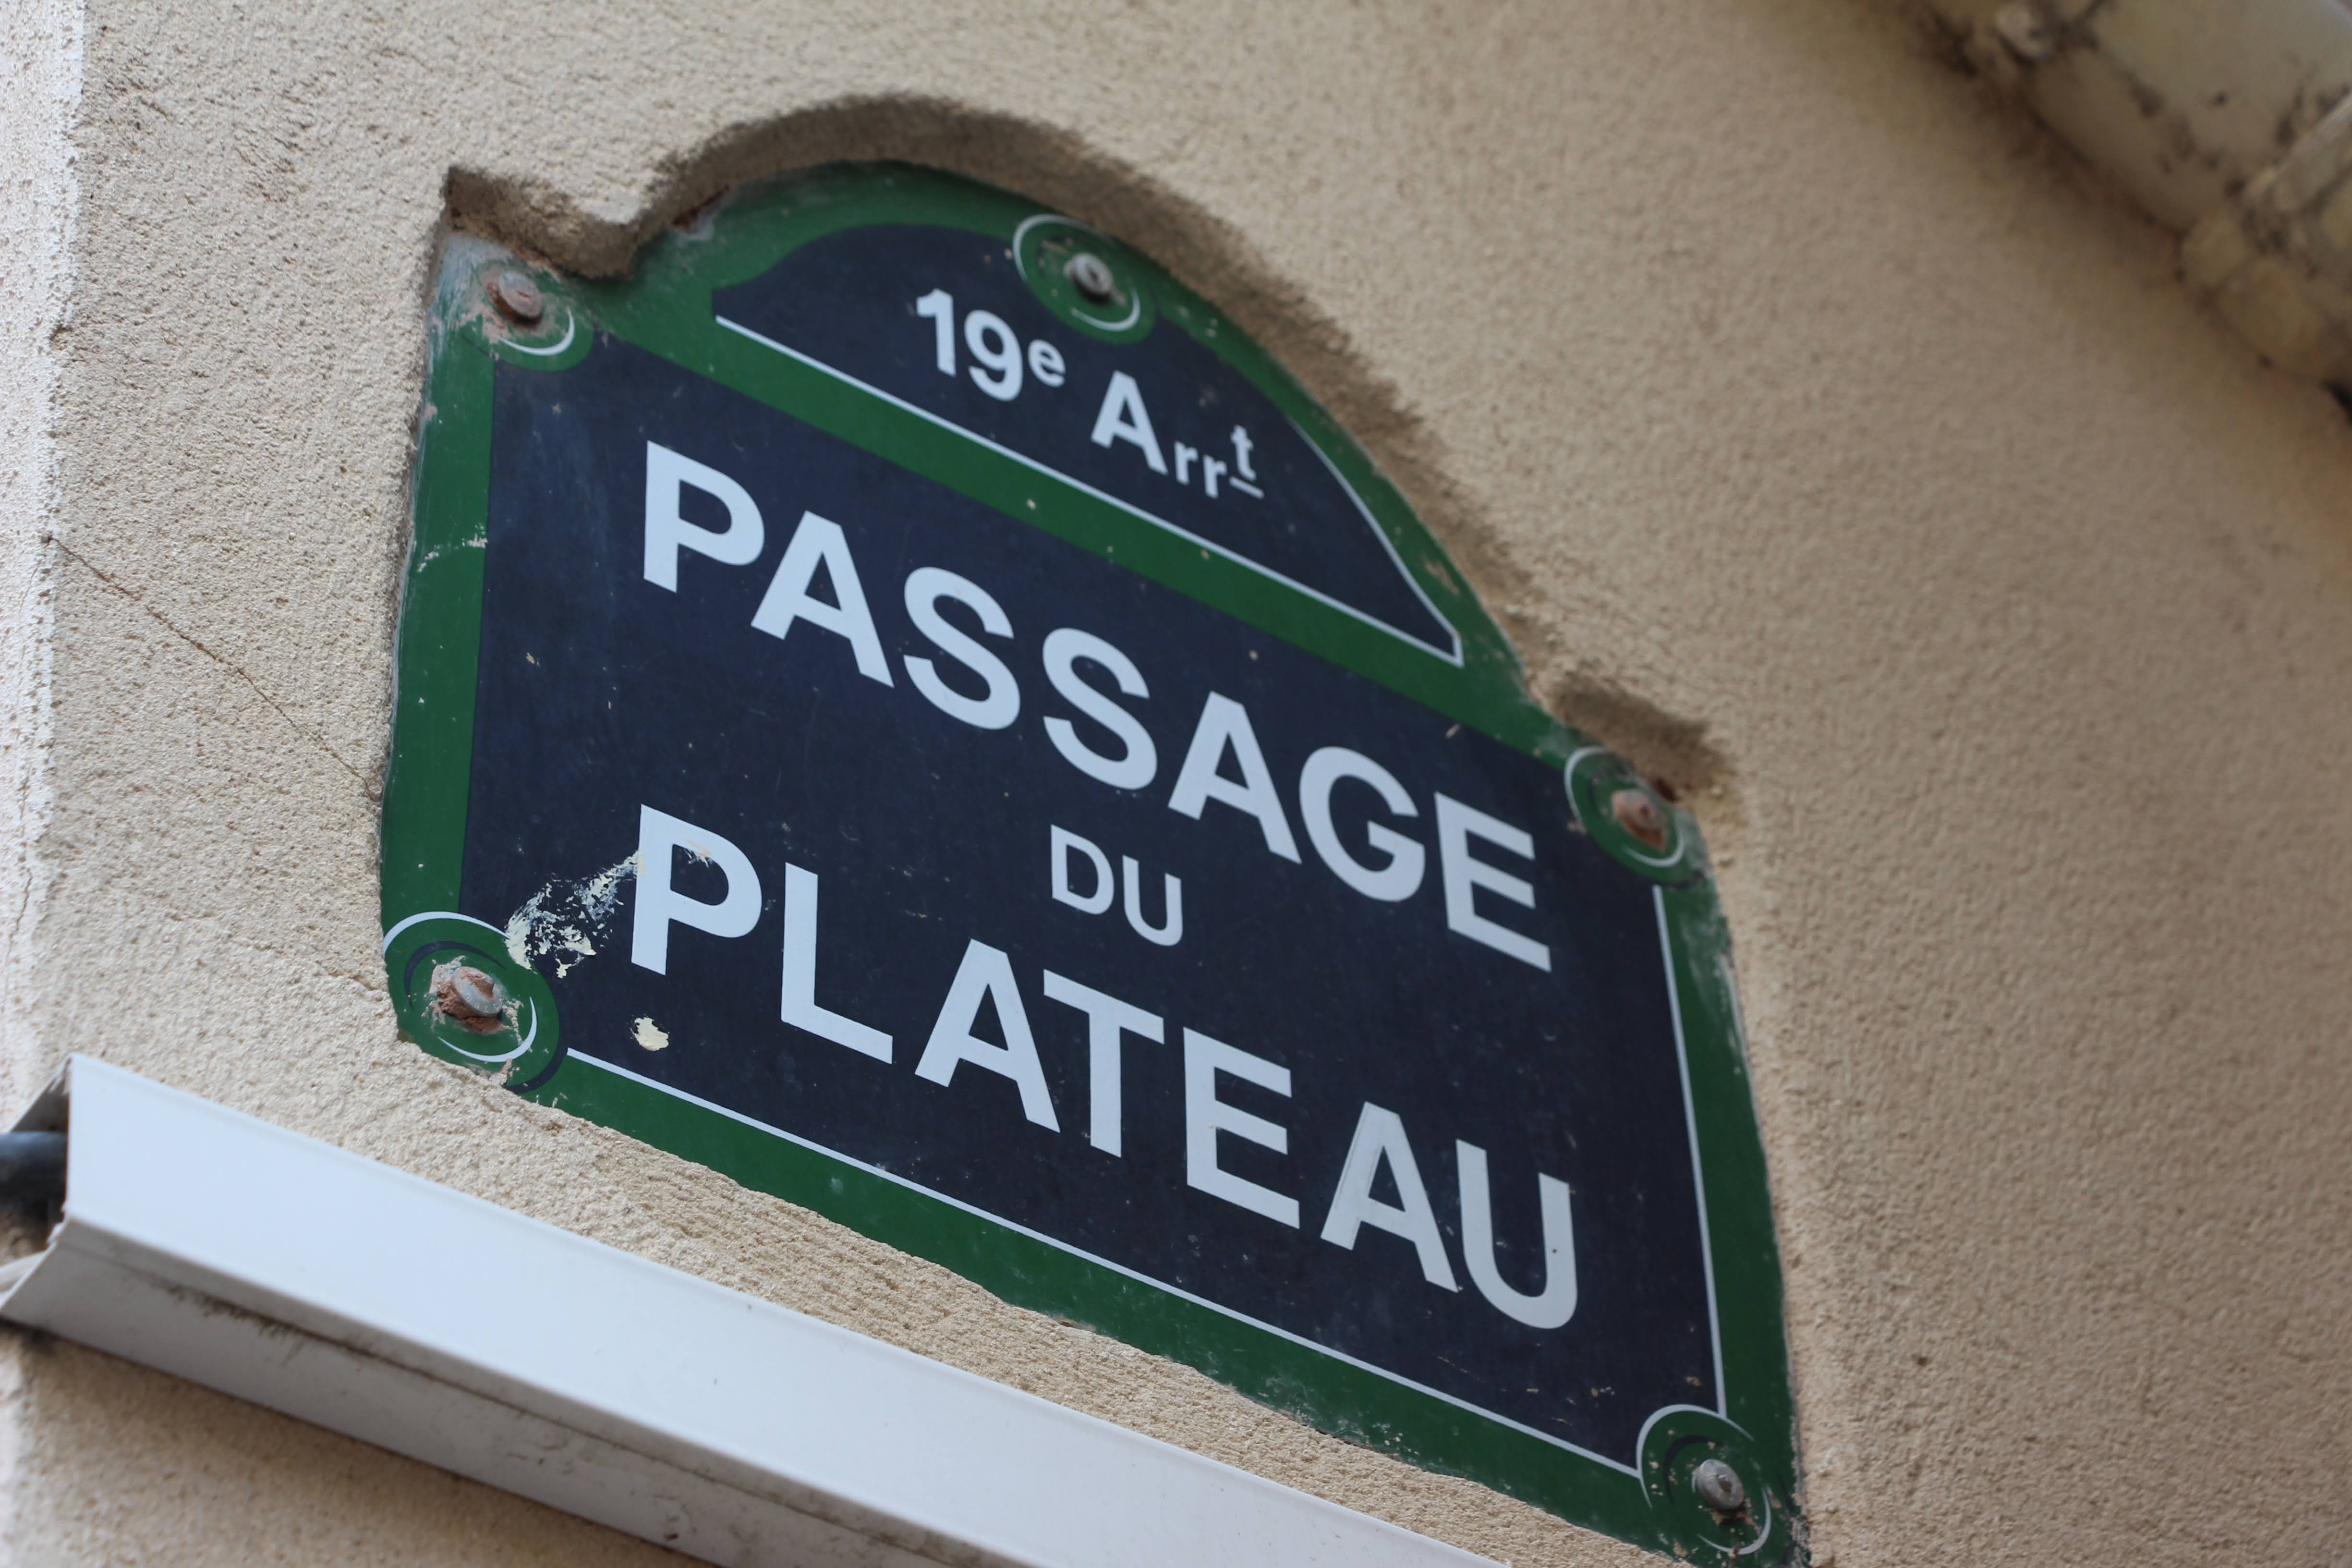 19e Arrt
PASSAGE
DU
PLATEAU